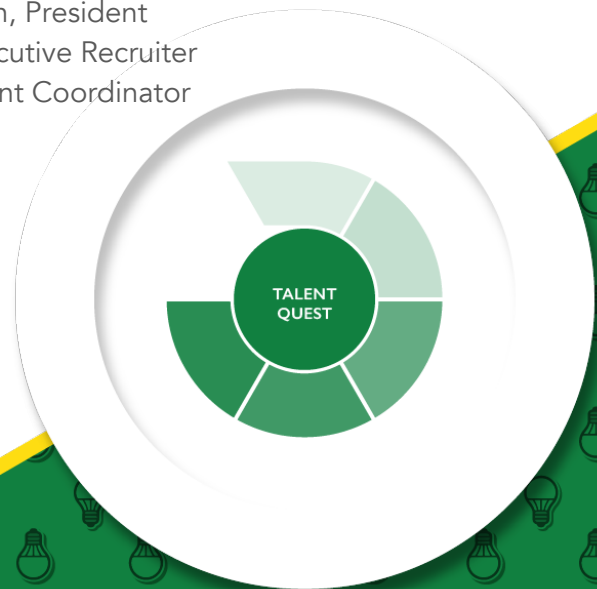 , President
cutive Recruiter
nt Coordinator
TALENT
QUEST